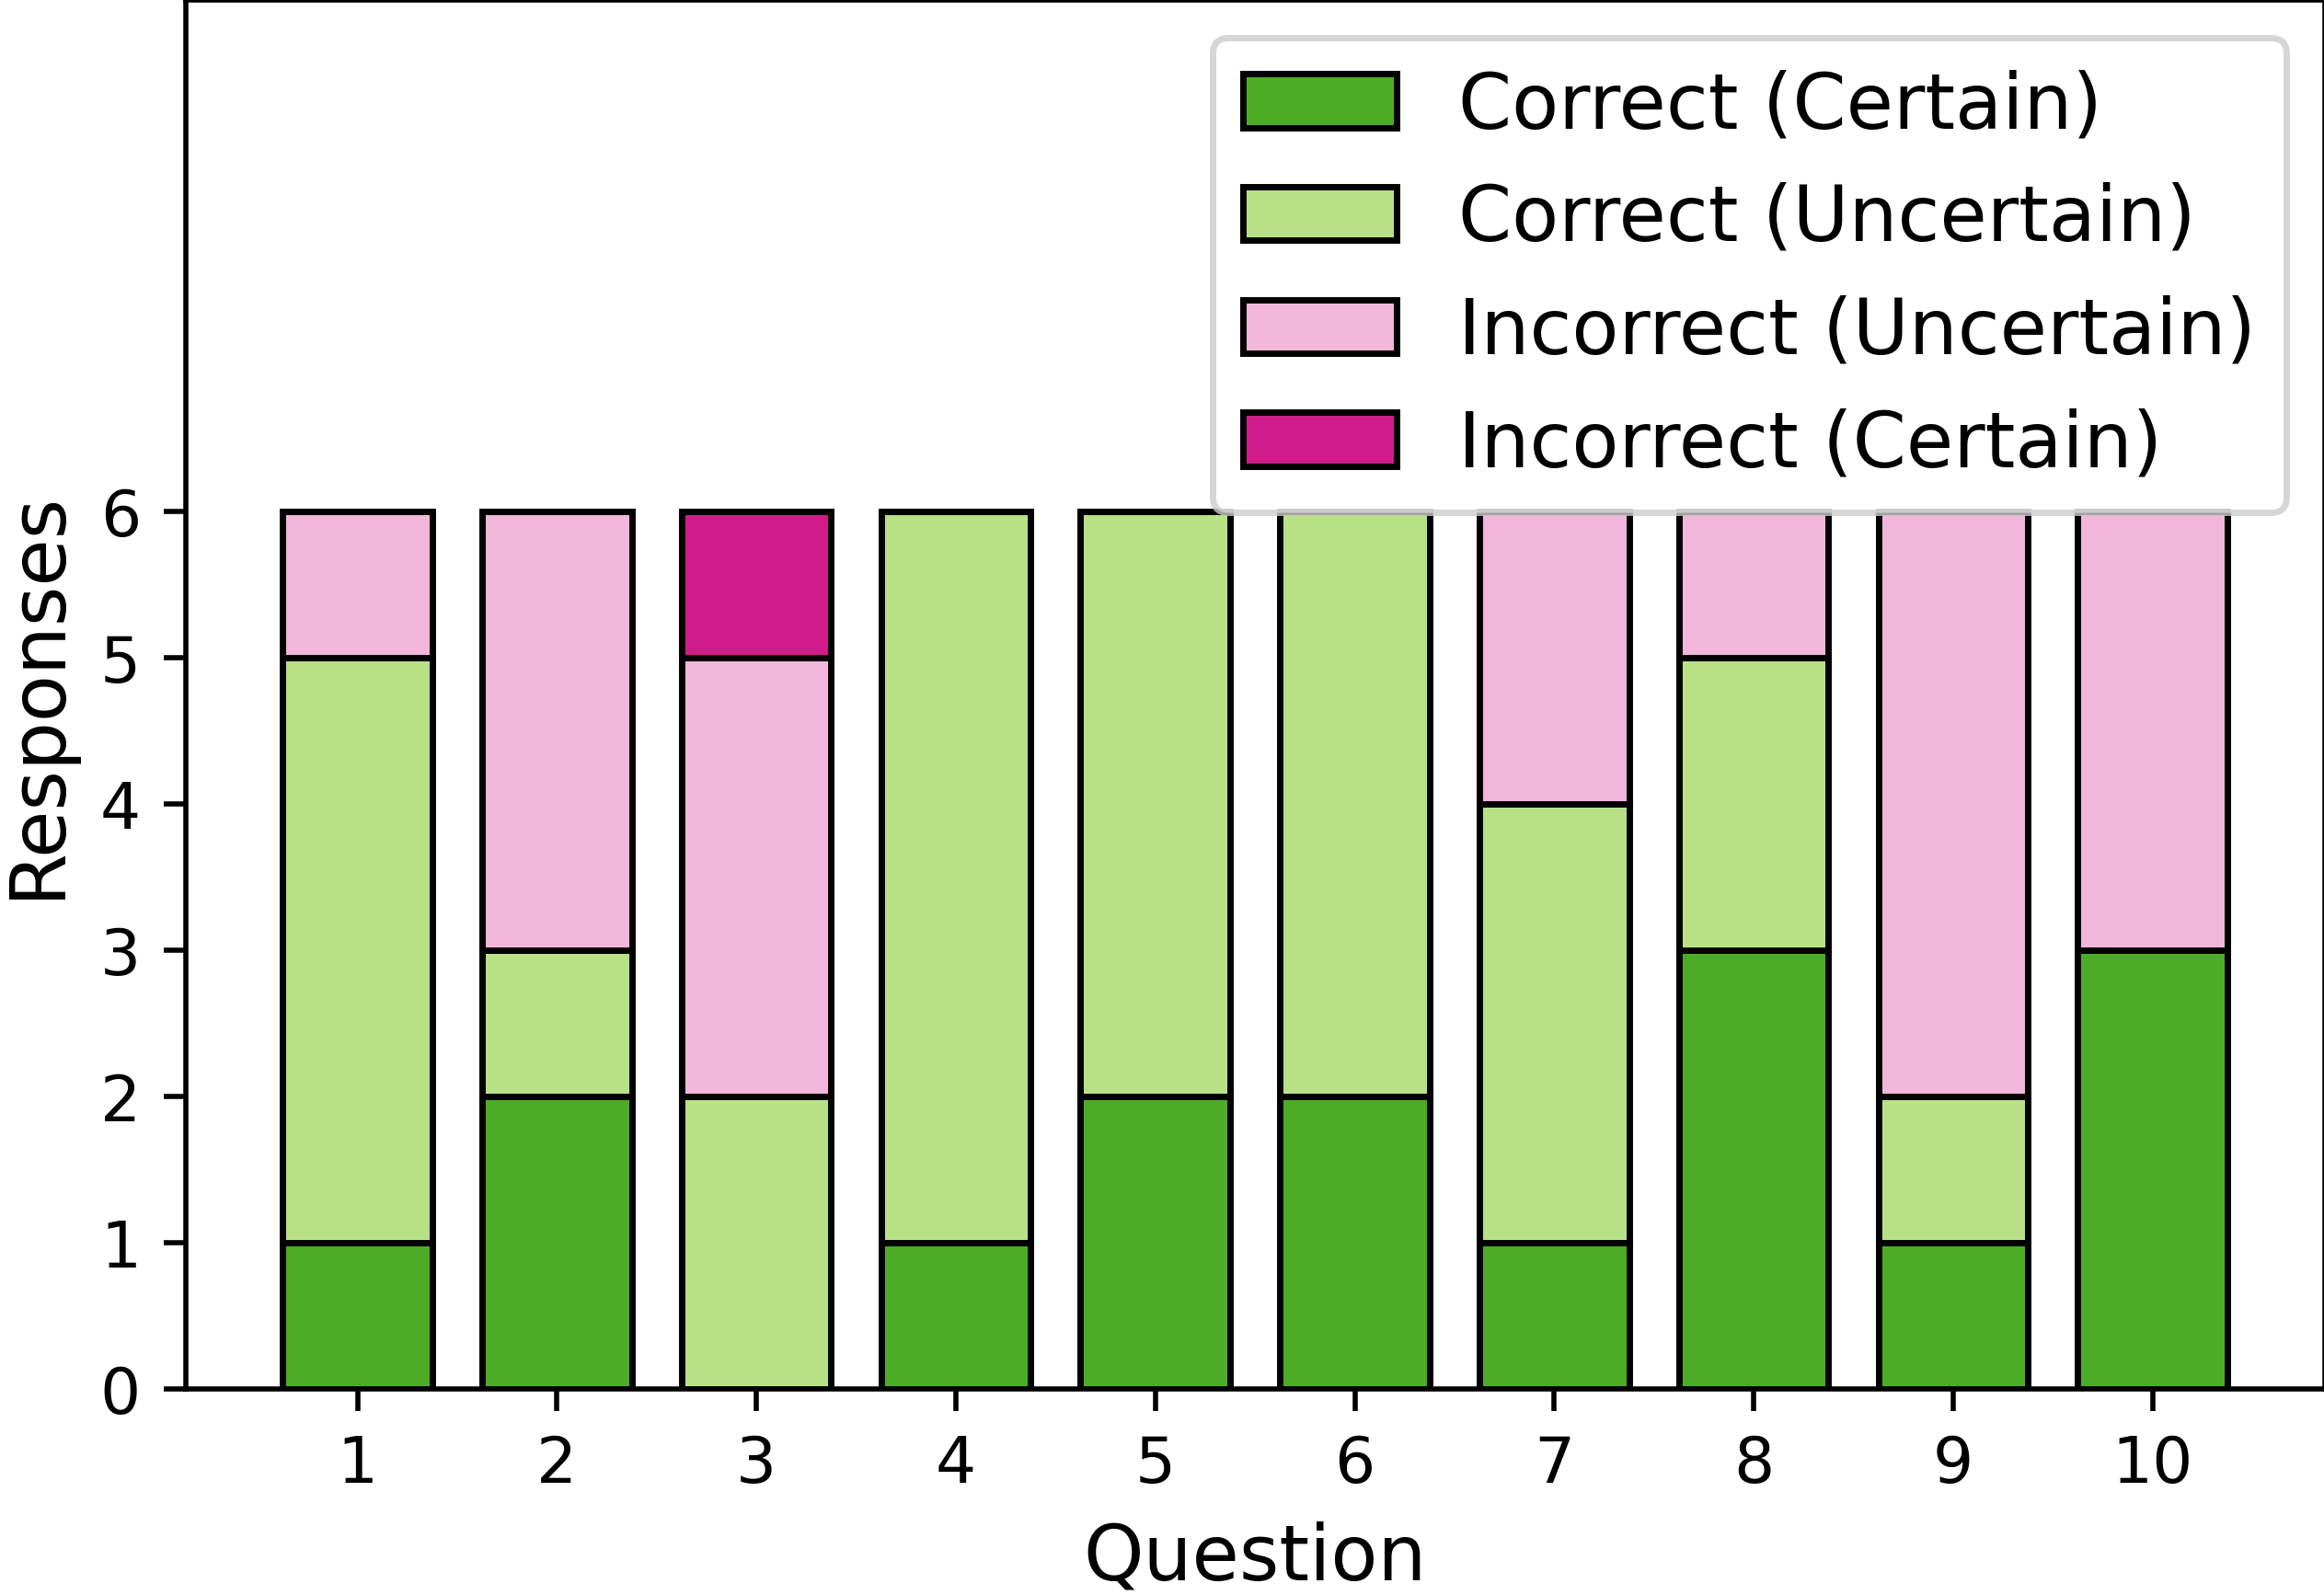 Correct (Certain)
Correct (Uncertain)
Incorrect (Uncertain)
Incorrect (Certain)
Responses
6
5
4
3
2
1
0
1 2 3 4 5 6 7 8 9 10
Question